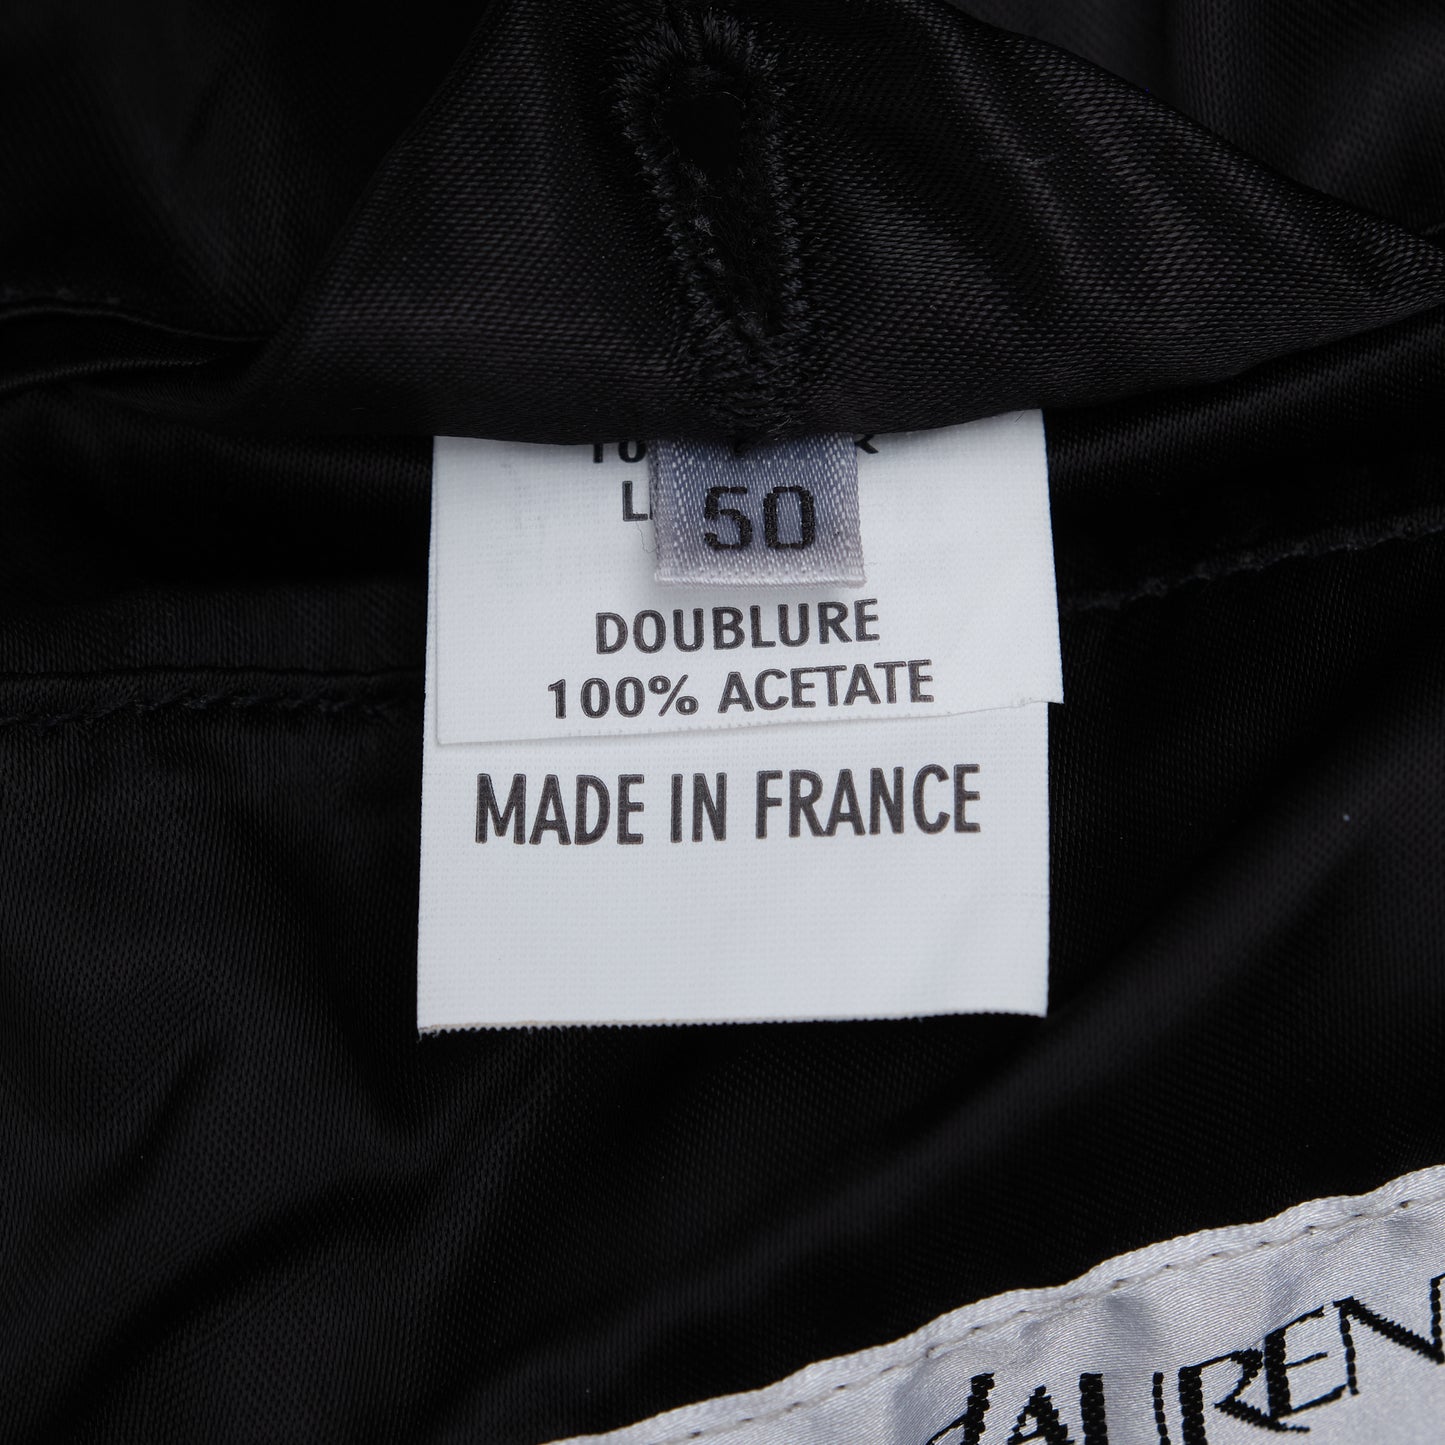 50
DOUBLURE
100% ACETATE
MADE IN FRANCE